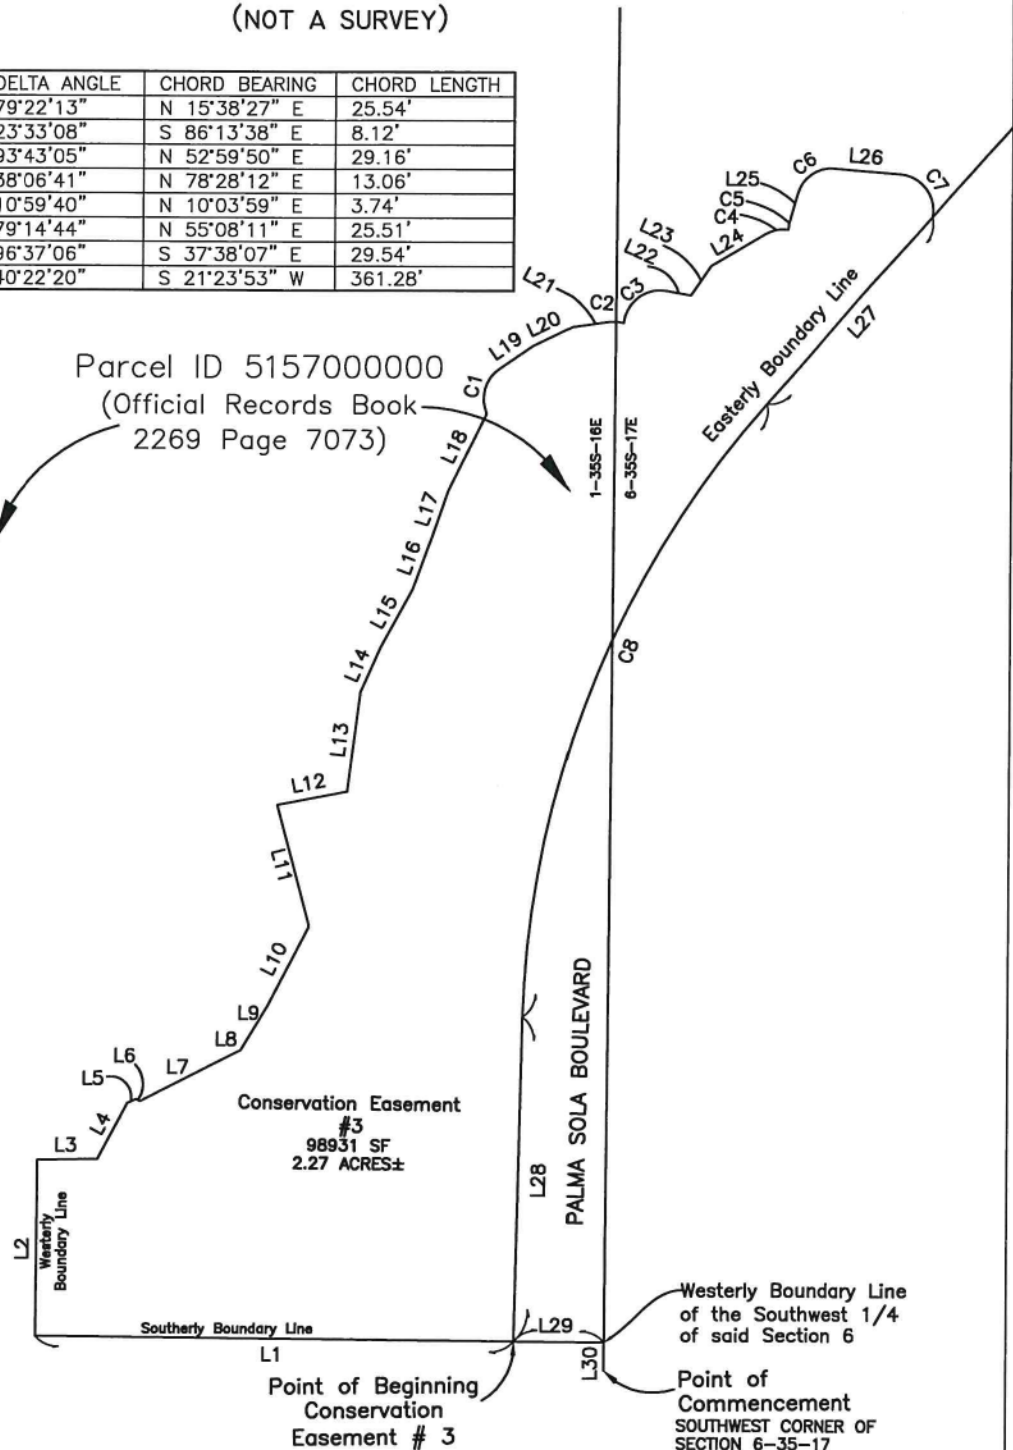 (NOT A SURVEY)
DELTA ANGLE CHORD BEARING CHORD LENGTH
79°22'13" N 15°38'27" E 25.54'
23°33'08" S 86°13'38" E 8.12'
93°43'05" N 52°59'50" E 29.16'
38°06'41" N 78°28'12" E 13.06'
10°59'40" N 10°03'59" E 3.74'
79°14'44" N 55°08'11" E 25.51'
96°37'06" S 37°38'07" E 29.54'
40°22'20" S 21°23'53" W 361.28'
Parcel ID 5157000000
(Official Records Book
2269 Page 7073)
C6
L26
C7
L25
C5
C4
L24
L23
L22
L21
C2
C3
L20
L19
C1
L18
L17
L16
L15
L14
L13
L12
L11
L10
L9
L8
L7
L6
L5
L4
L3
L2
Easterly Boundary Line
L27
1-35S-16E
6-35S-17E
C8
PALMA SOLA BOULEVARD
L28
Conservation Easement
#3
98931 SF
2.27 ACRES±
Westerly
Boundary Line
Southerly Boundary Line
L1
L29
L30
Westerly Boundary Line
of the Southwest 1/4
of said Section 6
Point of Beginning
Conservation
Easement # 3
Point of
Commencement
SOUTHWEST CORNER OF
SECTION 6-35-17